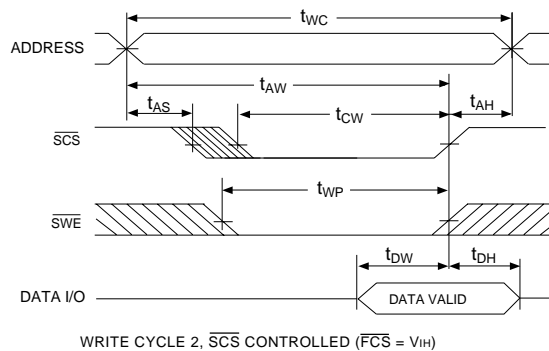 tWC
ADDRESS
tAW
tAS
tCW
tAH
SCS
tWP
SWE
tDW
tDH
DATA I/O
DATA VALID
WRITE CYCLE 2, SCS CONTROLLED (FCS = VIH)